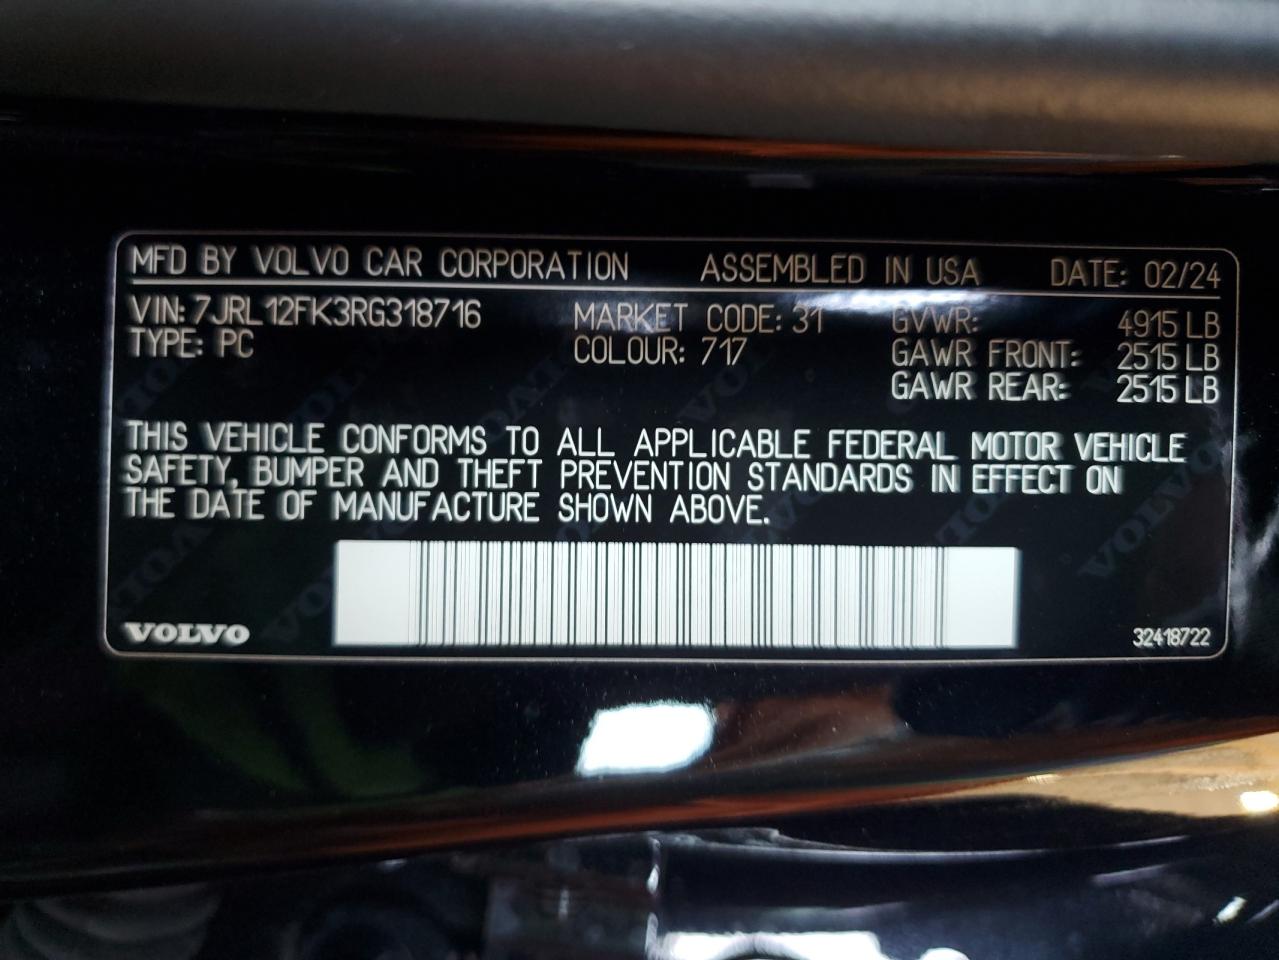 MFD BY VOLVO CAR CORPORATION ASSEMBLED IN USA DATE: 02/24
VIN: 7JRL12FK3RG318716 MARKET CODE: 31 GVWR: 4915 LB
TYPE: PC COLOUR: 717 GAWR FRONT: 2515 LB
GAWR REAR: 2515 LB
THIS VEHICLE CONFORMS TO ALL APPLICABLE FEDERAL MOTOR VEHICLE
SAFETY, BUMPER AND THEFT PREVENTION STANDARDS IN EFFECT ON
THE DATE OF MANUFACTURE SHOWN ABOVE.
VOLVO 32418722